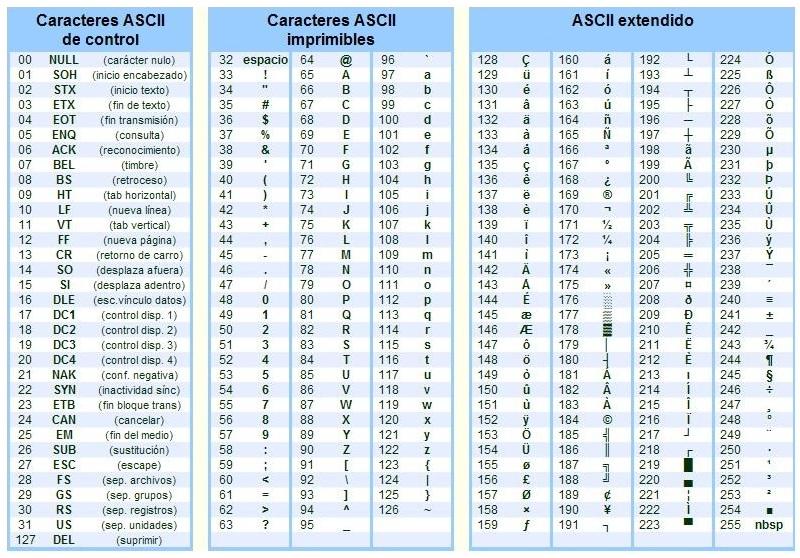 Caracteres ASCII
de control
00 NULL (carácter nulo)
01 SOH (inicio encabezado)
02 STX (inicio texto)
03 ETX (fin de texto)
04 EOT (fin transmisión)
05 ENQ (consulta)
06 ACK (reconocimiento)
07 BEL (timbre)
08 BS (retroceso)
09 HT (tab horizontal)
10 LF (nueva línea)
11 VT (tab vertical)
12 FF (nueva página)
13 CR (retorno de carro)
14 SO (desplaza afuera)
15 SI (desplaza adentro)
16 DLE (esc.vínculo datos)
17 DC1 (control disp. 1)
18 DC2 (control disp. 2)
19 DC3 (control disp. 3)
20 DC4 (control disp. 4)
21 NAK (conf. negativa)
22 SYN (inactividad sínc)
23 ETB (fin bloque trans)
24 CAN (cancelar)
25 EM (fin del medio)
26 SUB (sustitución)
27 ESC (escape)
28 FS (sep. archivos)
29 GS (sep. grupos)
30 RS (sep. registros)
31 US (sep. unidades)
127 DEL (suprimir)
Caracteres ASCII
imprimibles
32 espacio 64 @ 96 `
33 ! 65 A 97 a
34 " 66 B 98 b
35 # 67 C 99 c
36 $ 68 D 100 d
37 % 69 E 101 e
38 & 70 F 102 f
39 ' 71 G 103 g
40 ( 72 H 104 h
41 ) 73 I 105 i
42 * 74 J 106 j
43 + 75 K 107 k
44 , 76 L 108 l
45 - 77 M 109 m
46 . 78 N 110 n
47 / 79 O 111 o
48 0 80 P 112 p
49 1 81 Q 113 q
50 2 82 R 114 r
51 3 83 S 115 s
52 4 84 T 116 t
53 5 85 U 117 u
54 6 86 V 118 v
55 7 87 W 119 w
56 8 88 X 120 x
57 9 89 Y 121 y
58 : 90 Z 122 z
59 ; 91 [ 123 {
60 < 92 \ 124 |
61 = 93 ] 125 }
62 > 94 ^ 126 ~
63 ? 95 _
ASCII extendido
128 Ç 160 á 192 └ 224 Ó
129 ü 161 í 193 ┴ 225 ß
130 é 162 ó 194 ┬ 226 Ô
131 â 163 ú 195 ├ 227 Ò
132 ä 164 ñ 196 ─ 228 õ
133 à 165 Ñ 197 ┼ 229 Õ
134 å 166 ª 198 ã 230 µ
135 ç 167 º 199 Ã 231 þ
136 ê 168 ¿ 200 ╚ 232 Þ
137 ë 169 ® 201 ╔ 233 Ú
138 è 170 ¬ 202 ╩ 234 Û
139 ï 171 ½ 203 ╦ 235 Ù
140 î 172 ¼ 204 ╠ 236 ý
141 ì 173 ¡ 205 ═ 237 Ý
142 Ä 174 « 206 ╬ 238 ¯
143 Å 175 » 207 ¤ 239 ´
144 É 176 ░ 208 ð 240 ≡
145 æ 177 ▒ 209 Ð 241 ±
146 Æ 178 ▓ 210 Ê 242 ‗
147 ô 179 │ 211 Ë 243 ¾
148 ö 180 ┤ 212 È 244 ¶
149 ò 181 Á 213 ı 245 §
150 û 182 Â 214 Í 246 ÷
151 ù 183 À 215 Î 247 ¸
152 ÿ 184 © 216 Ï 248 °
153 Ö 185 ╣ 217 ┘ 249 ¨
154 Ü 186 ║ 218 ┌ 250 ·
155 ø 187 ╗ 219 █ 251 ¹
156 £ 188 ╝ 220 ▄ 252 ³
157 Ø 189 ¢ 221 ¦ 253 ²
158 × 190 ¥ 222 Ì 254 ■
159 ƒ 191 ┐ 223 ▀ 255 nbsp